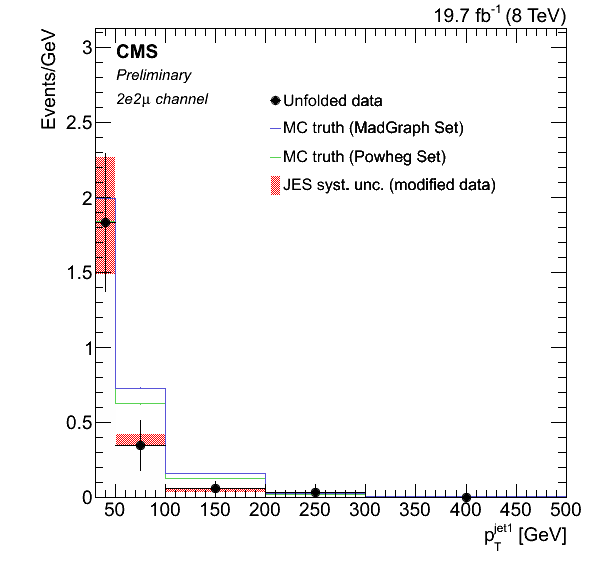 19.7 fb⁻¹ (8 TeV)
Events/GeV
CMS
Preliminary
2e2μ channel
Unfolded data
MC truth (MadGraph Set)
MC truth (Powheg Set)
JES syst. unc. (modified data)
3
2.5
2
1.5
1
0.5
0
50 100 150 200 250 300 350 400 450 500
p_T^jet1 [GeV]